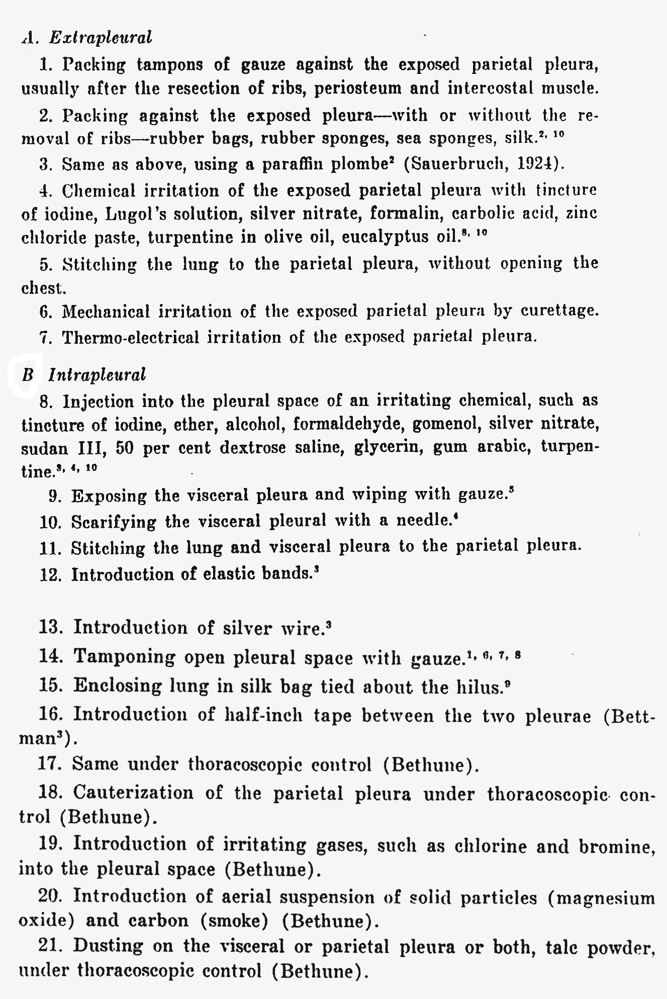 A. Extrapleural
1. Packing tampons of gauze against the exposed parietal pleura,
usually after the resection of ribs, periosteum and intercostal muscle.
2. Packing against the exposed pleura—with or without the re-
moval of ribs—rubber bags, rubber sponges, sea sponges, silk.², ¹⁰
3. Same as above, using a paraffin plombe² (Sauerbruch, 1924).
4. Chemical irritation of the exposed parietal pleura with tincture
of iodine, Lugol's solution, silver nitrate, formalin, carbolic acid, zinc
chloride paste, turpentine in olive oil, eucalyptus oil.⁸, ¹⁰
5. Stitching the lung to the parietal pleura, without opening the
chest.
6. Mechanical irritation of the exposed parietal pleura by curettage.
7. Thermo-electrical irritation of the exposed parietal pleura.
B Intrapleural
8. Injection into the pleural space of an irritating chemical, such as
tincture of iodine, ether, alcohol, formaldehyde, gomenol, silver nitrate,
sudan III, 50 per cent dextrose saline, glycerin, gum arabic, turpen-
tine.³, ⁴, ¹⁰
9. Exposing the visceral pleura and wiping with gauze.⁵
10. Scarifying the visceral pleural with a needle.⁴
11. Stitching the lung and visceral pleura to the parietal pleura.
12. Introduction of elastic bands.³
13. Introduction of silver wire.³
14. Tamponing open pleural space with gauze.¹, ⁶, ⁷, ⁸
15. Enclosing lung in silk bag tied about the hilus.⁹
16. Introduction of half-inch tape between the two pleurae (Bett-
man³).
17. Same under thoracoscopic control (Bethune).
18. Cauterization of the parietal pleura under thoracoscopic con-
trol (Bethune).
19. Introduction of irritating gases, such as chlorine and bromine,
into the pleural space (Bethune).
20. Introduction of aerial suspension of solid particles (magnesium
oxide) and carbon (smoke) (Bethune).
21. Dusting on the visceral or parietal pleura or both, talc powder,
under thoracoscopic control (Bethune).